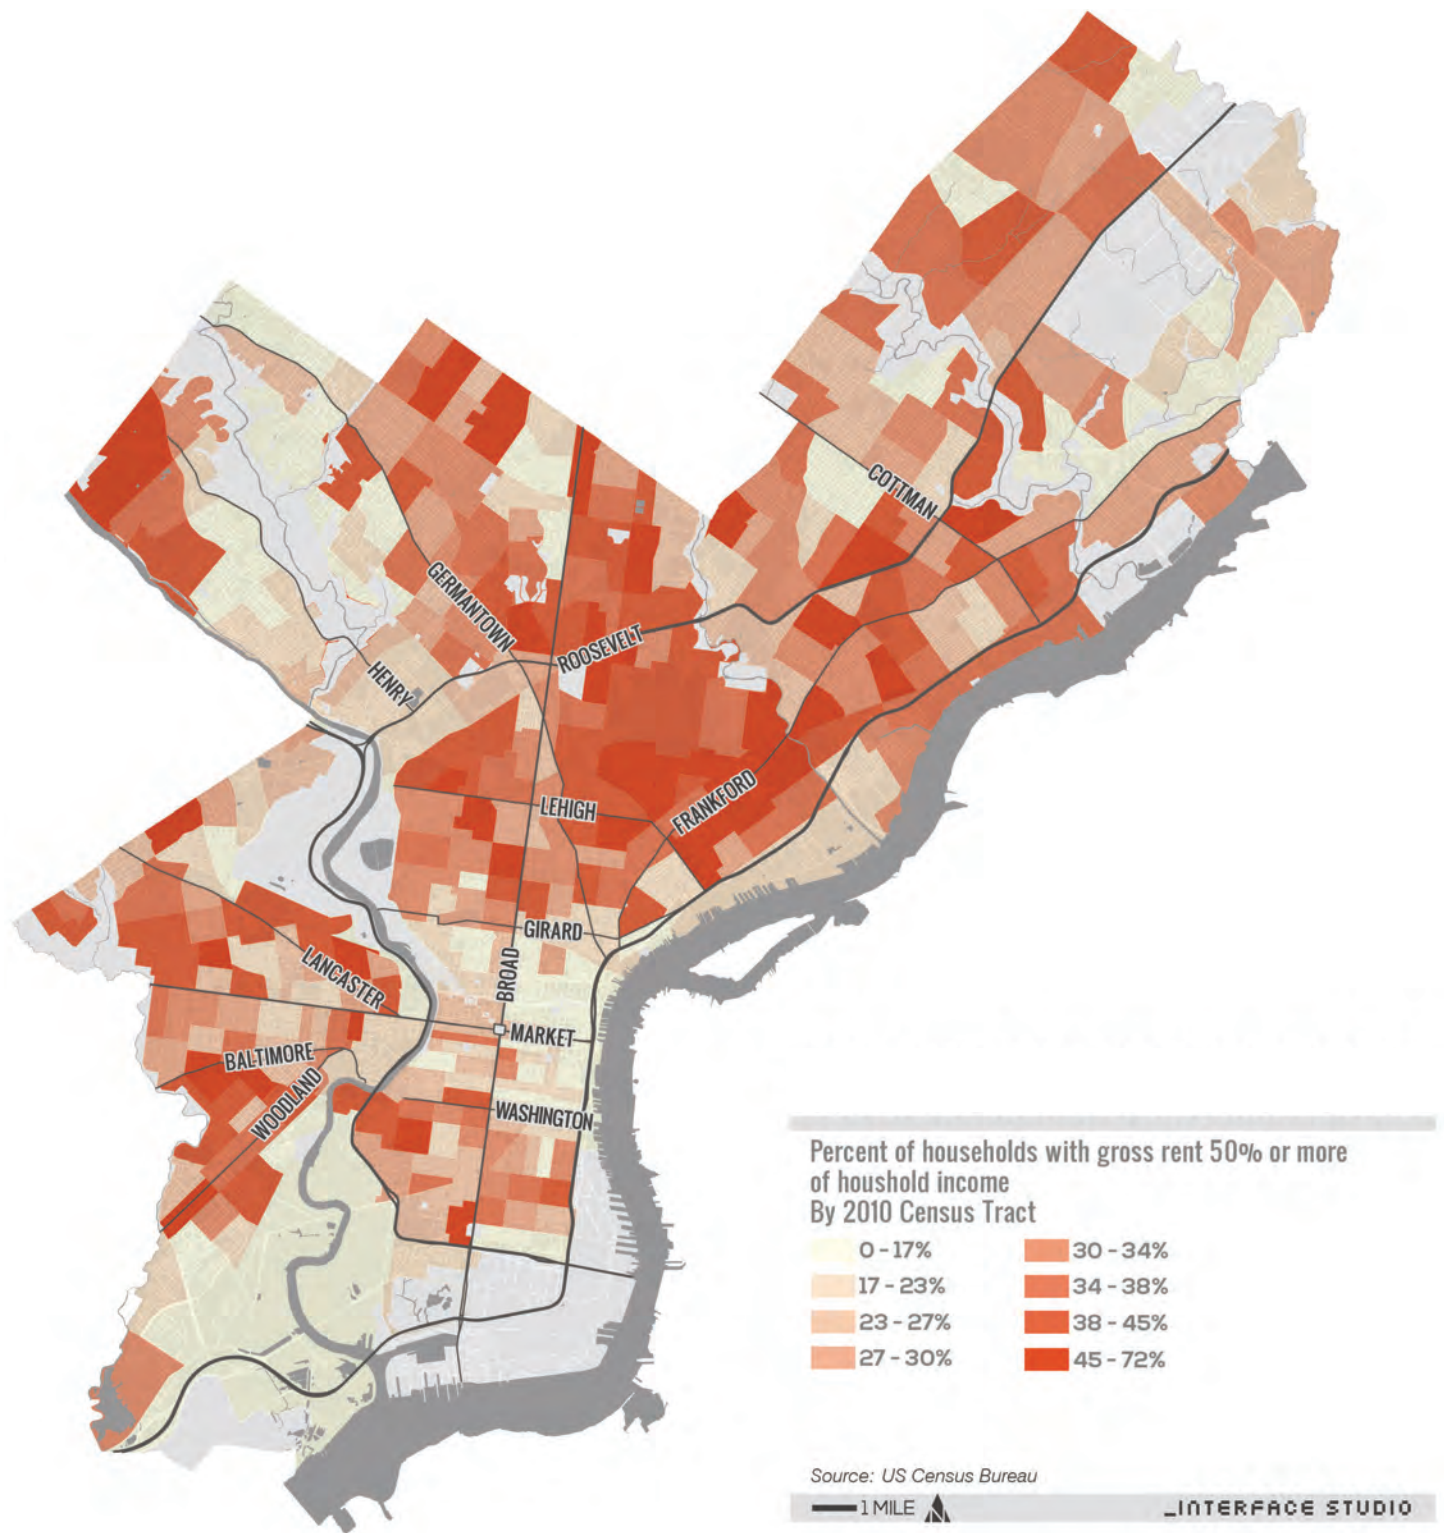 COTTMAN
GERMANTOWN
ROOSEVELT
HENRY
FRANKFORD
LEHIGH
GIRARD
BROAD
LANCASTER
MARKET
BALTIMORE
WOODLAND
WASHINGTON
Percent of households with gross rent 50% or more
of houshold income
By 2010 Census Tract
0 - 17%
17 - 23%
23 - 27%
27 - 30%
30 - 34%
34 - 38%
38 - 45%
45 - 72%
Source: US Census Bureau
1 MILE
_INTERFACE STUDIO